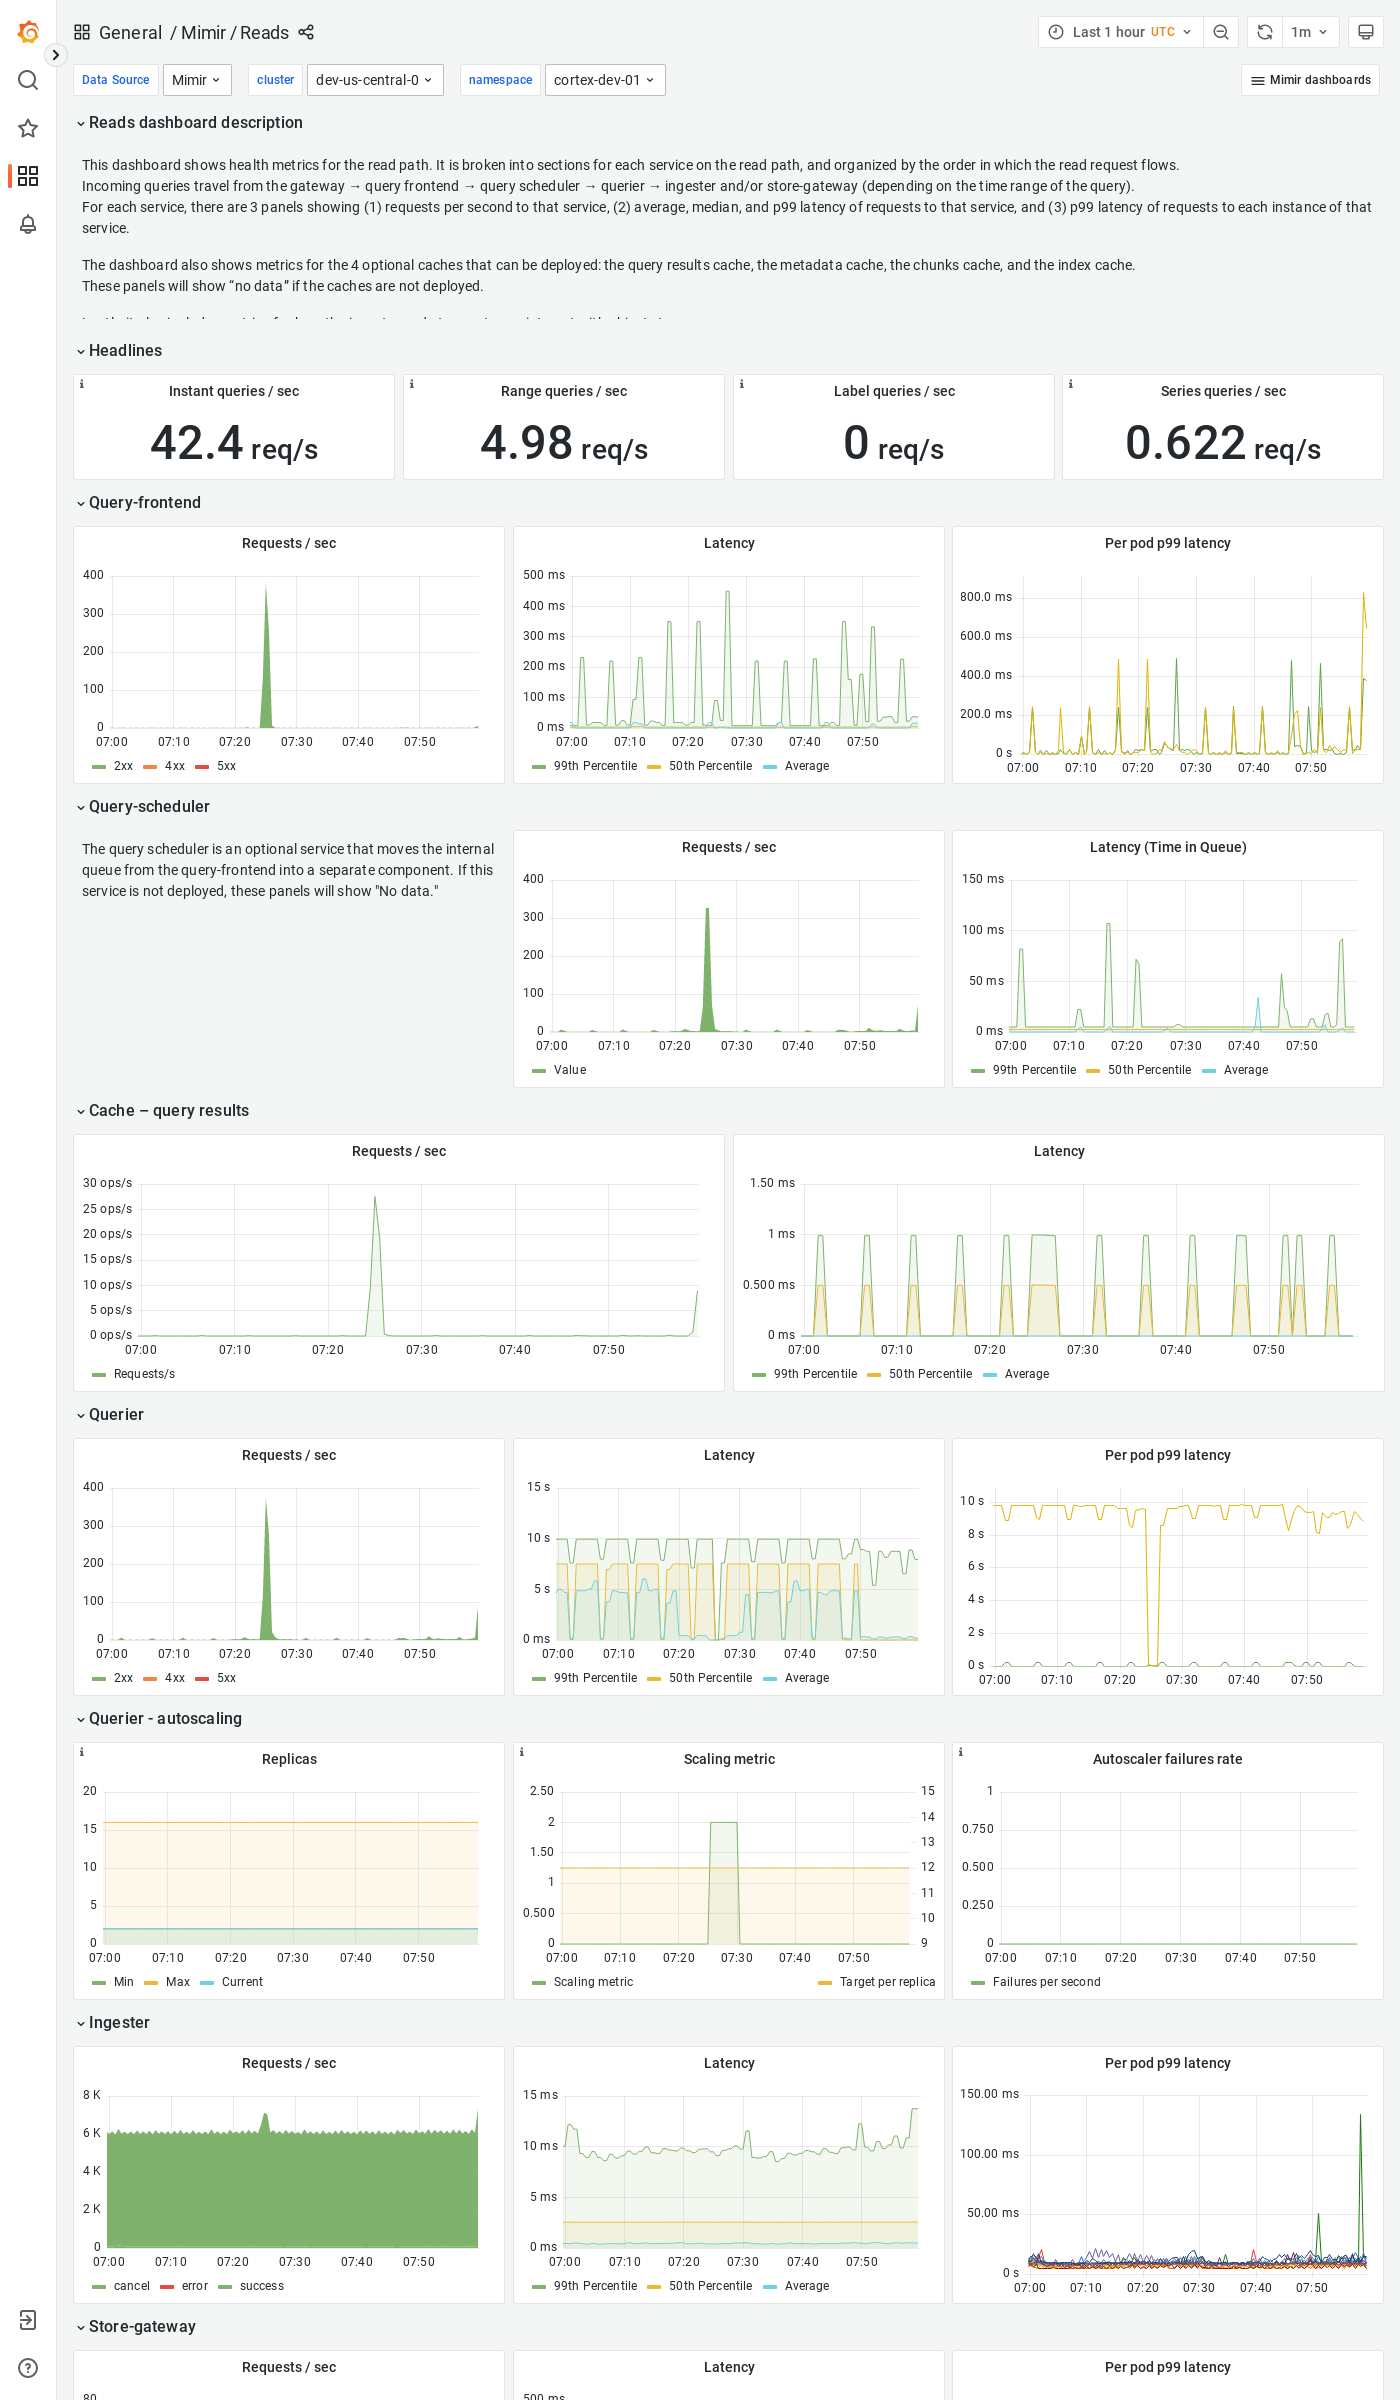 General / Mimir / Reads
Last 1 hour UTC
1m
Data Source Mimir cluster dev-us-central-0 namespace cortex-dev-01
Mimir dashboards
Reads dashboard description
This dashboard shows health metrics for the read path. It is broken into sections for each service on the read path, and organized by the order in which the read request flows.
Incoming queries travel from the gateway → query frontend → query scheduler → querier → ingester and/or store-gateway (depending on the time range of the query).
For each service, there are 3 panels showing (1) requests per second to that service, (2) average, median, and p99 latency of requests to that service, and (3) p99 latency of requests to each instance of that
service.
The dashboard also shows metrics for the 4 optional caches that can be deployed: the query results cache, the metadata cache, the chunks cache, and the index cache.
These panels will show “no data” if the caches are not deployed.
Headlines
Instant queries / sec
42.4 req/s
Range queries / sec
4.98 req/s
Label queries / sec
0 req/s
Series queries / sec
0.622 req/s
Query-frontend
Requests / sec
400
300
200
100
0
07:00 07:10 07:20 07:30 07:40 07:50
2xx 4xx 5xx
Latency
500 ms
400 ms
300 ms
200 ms
100 ms
0 ms
07:00 07:10 07:20 07:30 07:40 07:50
99th Percentile 50th Percentile Average
Per pod p99 latency
800.0 ms
600.0 ms
400.0 ms
200.0 ms
0 s
07:00 07:10 07:20 07:30 07:40 07:50
Query-scheduler
The query scheduler is an optional service that moves the internal
queue from the query-frontend into a separate component. If this
service is not deployed, these panels will show "No data."
Requests / sec
400
300
200
100
0
07:00 07:10 07:20 07:30 07:40 07:50
Value
Latency (Time in Queue)
150 ms
100 ms
50 ms
0 ms
07:00 07:10 07:20 07:30 07:40 07:50
99th Percentile 50th Percentile Average
Cache – query results
Requests / sec
30 ops/s
25 ops/s
20 ops/s
15 ops/s
10 ops/s
5 ops/s
0 ops/s
07:00 07:10 07:20 07:30 07:40 07:50
Requests/s
Latency
1.50 ms
1 ms
0.500 ms
0 ms
07:00 07:10 07:20 07:30 07:40 07:50
99th Percentile 50th Percentile Average
Querier
Requests / sec
400
300
200
100
0
07:00 07:10 07:20 07:30 07:40 07:50
2xx 4xx 5xx
Latency
15 s
10 s
5 s
0 ms
07:00 07:10 07:20 07:30 07:40 07:50
99th Percentile 50th Percentile Average
Per pod p99 latency
10 s
8 s
6 s
4 s
2 s
0 s
07:00 07:10 07:20 07:30 07:40 07:50
Querier - autoscaling
Replicas
20
15
10
5
0
07:00 07:10 07:20 07:30 07:40 07:50
Min Max Current
Scaling metric
2.50
2
1.50
1
0.500
0
15
14
13
12
11
10
9
07:00 07:10 07:20 07:30 07:40 07:50
Scaling metric Target per replica
Autoscaler failures rate
1
0.750
0.500
0.250
0
07:00 07:10 07:20 07:30 07:40 07:50
Failures per second
Ingester
Requests / sec
8 K
6 K
4 K
2 K
0
07:00 07:10 07:20 07:30 07:40 07:50
cancel error success
Latency
15 ms
10 ms
5 ms
0 ms
07:00 07:10 07:20 07:30 07:40 07:50
99th Percentile 50th Percentile Average
Per pod p99 latency
150.00 ms
100.00 ms
50.00 ms
0 s
07:00 07:10 07:20 07:30 07:40 07:50
Store-gateway
Requests / sec
80
Latency
500 ms
Per pod p99 latency